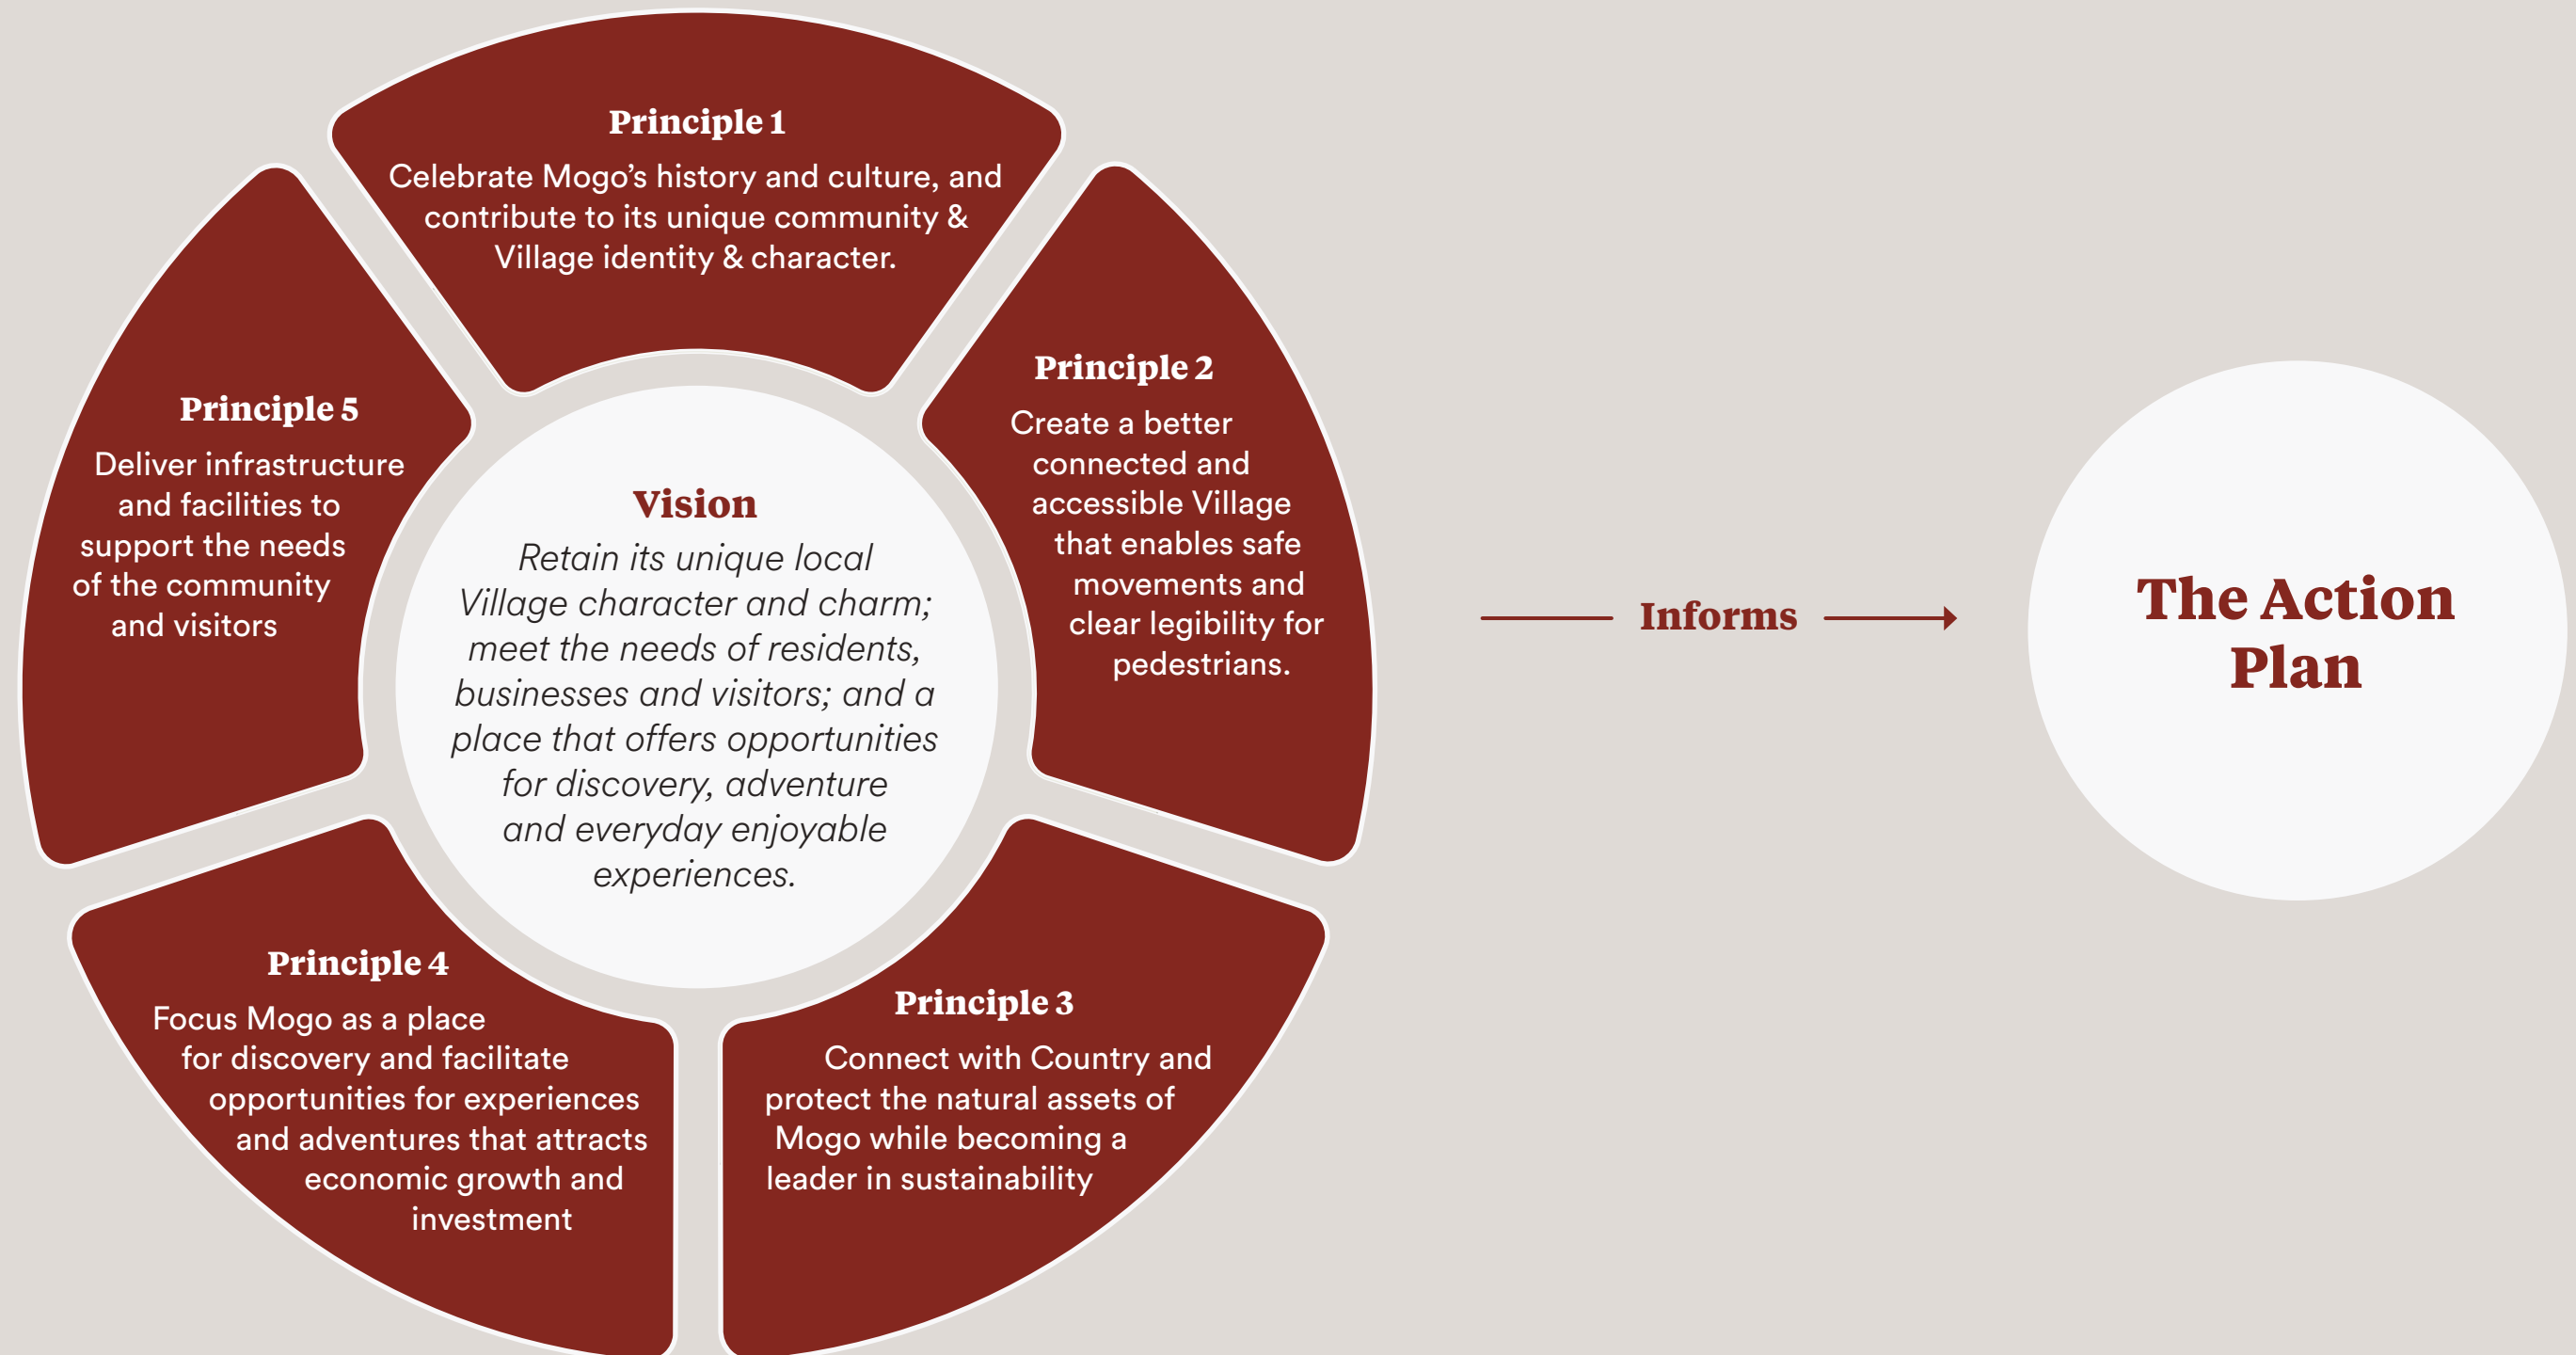 Principle 1
Celebrate Mogo’s history and culture, and
contribute to its unique community &
Village identity & character.
Principle 2
Create a better
connected and
accessible Village
that enables safe
movements and
clear legibility for
pedestrians.
Principle 3
Connect with Country and
protect the natural assets of
Mogo while becoming a
leader in sustainability
Principle 4
Focus Mogo as a place
for discovery and facilitate
opportunities for experiences
and adventures that attracts
economic growth and
investment
Principle 5
Deliver infrastructure
and facilities to
support the needs
of the community
and visitors
Vision
Retain its unique local
Village character and charm;
meet the needs of residents,
businesses and visitors; and a
place that offers opportunities
for discovery, adventure
and everyday enjoyable
experiences.
Informs
The Action
Plan